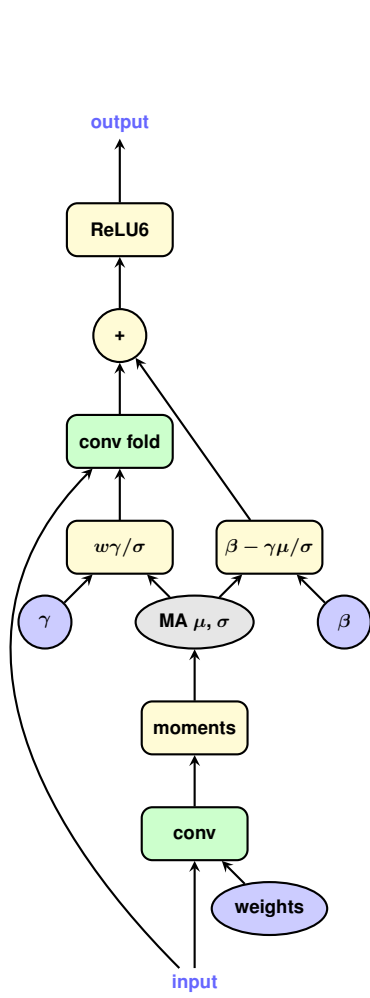 output
ReLU6
+
conv fold
wγ/σ
β − γμ/σ
γ
MA μ, σ
β
moments
conv
weights
input